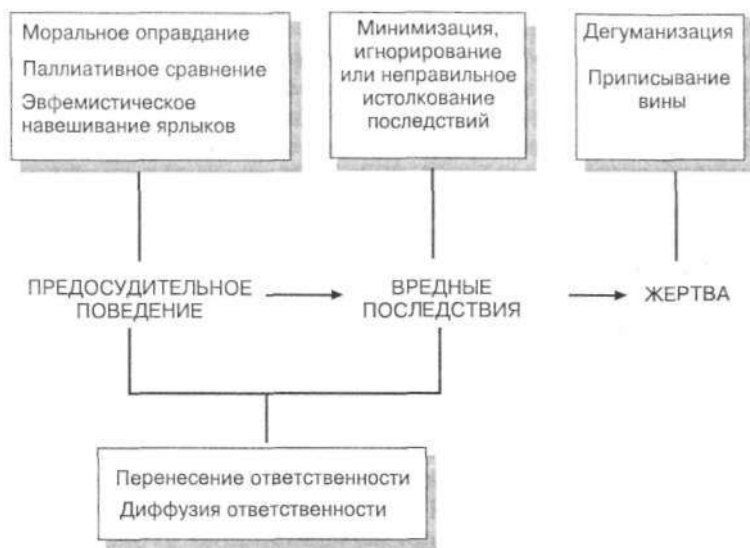 Моральное оправдание
Паллиативное сравнение
Эвфемистическое
навешивание ярлыков
Минимизация,
игнорирование
или неправильное
истолкование
последствий
Дегуманизация
Приписывание
вины
ПРЕДОСУДИТЕЛЬНОЕ
ПОВЕДЕНИЕ
ВРЕДНЫЕ
ПОСЛЕДСТВИЯ
ЖЕРТВА
Перенесение ответственности
Диффузия ответственности